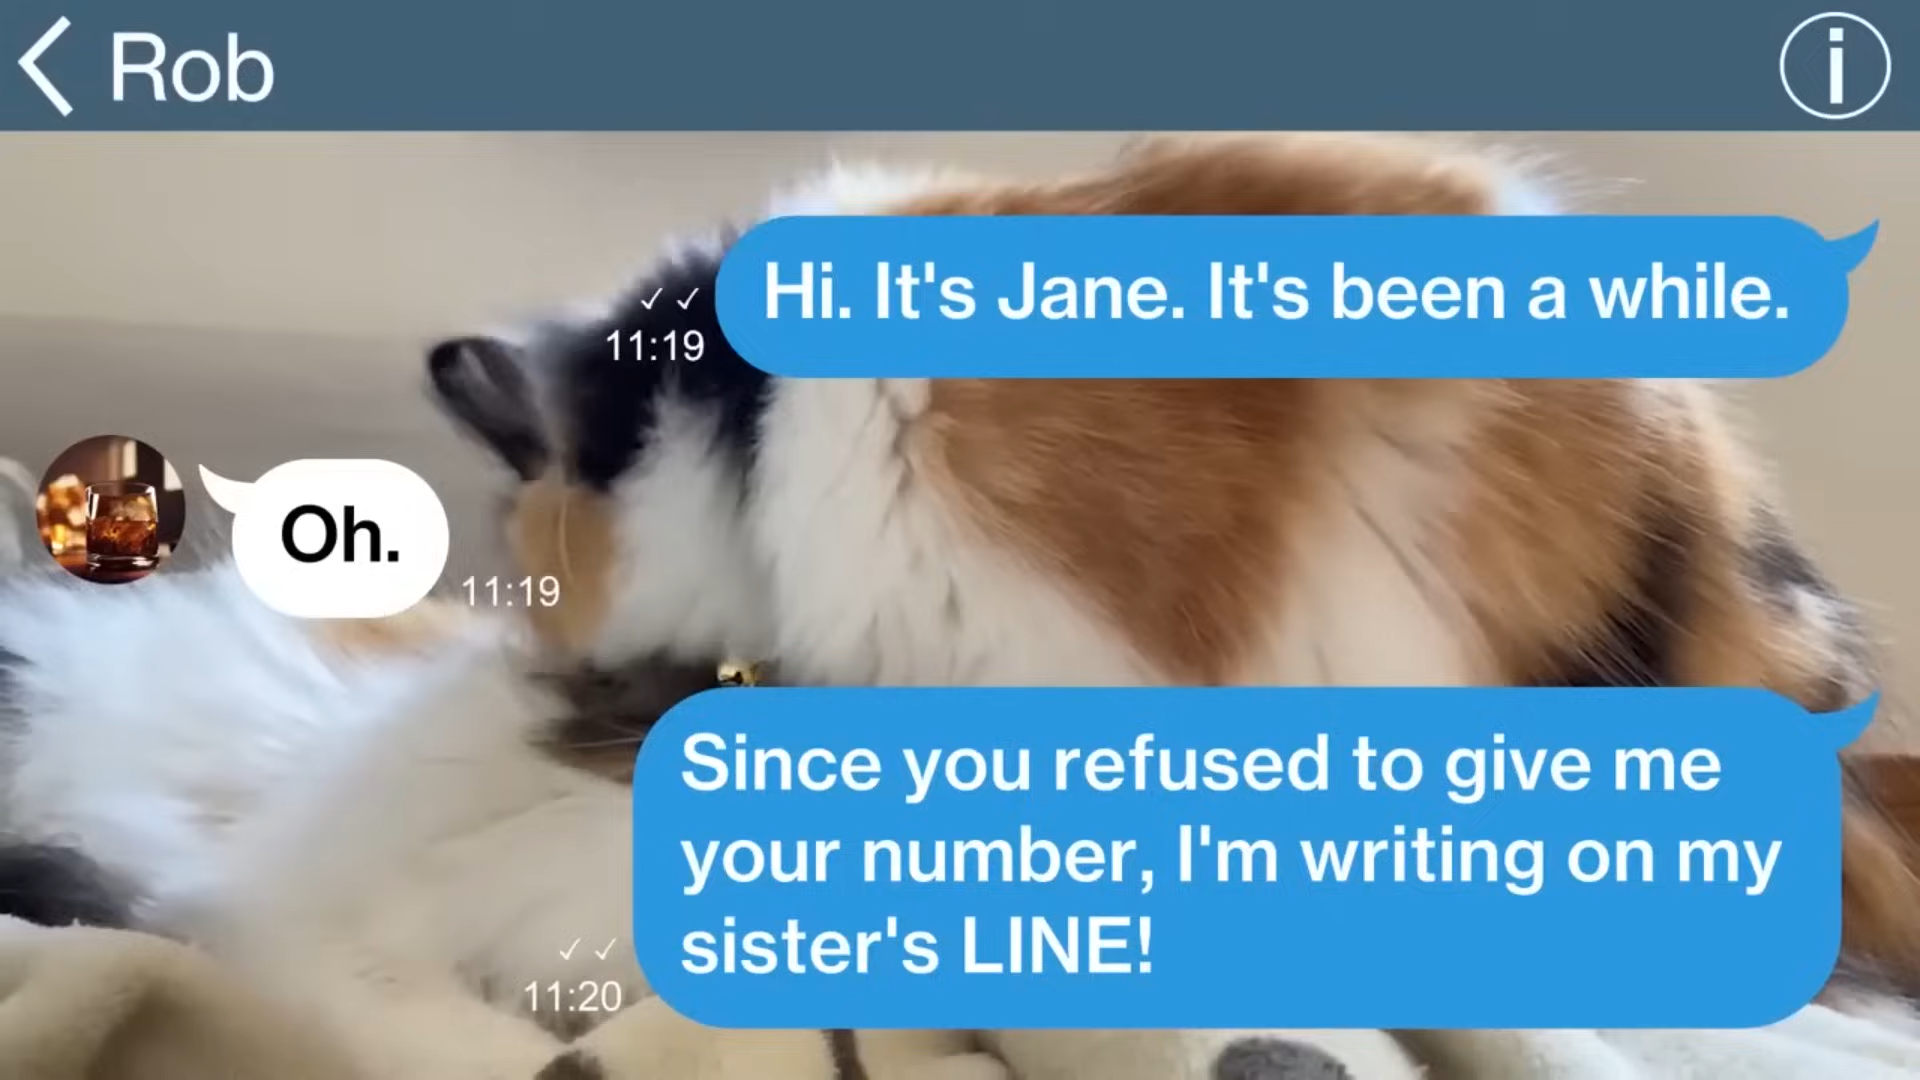 Rob
Hi. It's Jane. It's been a while.
✓ ✓
11:19
Oh.
11:19
Since you refused to give me
your number, I'm writing on my
sister's LINE!
✓ ✓
11:20